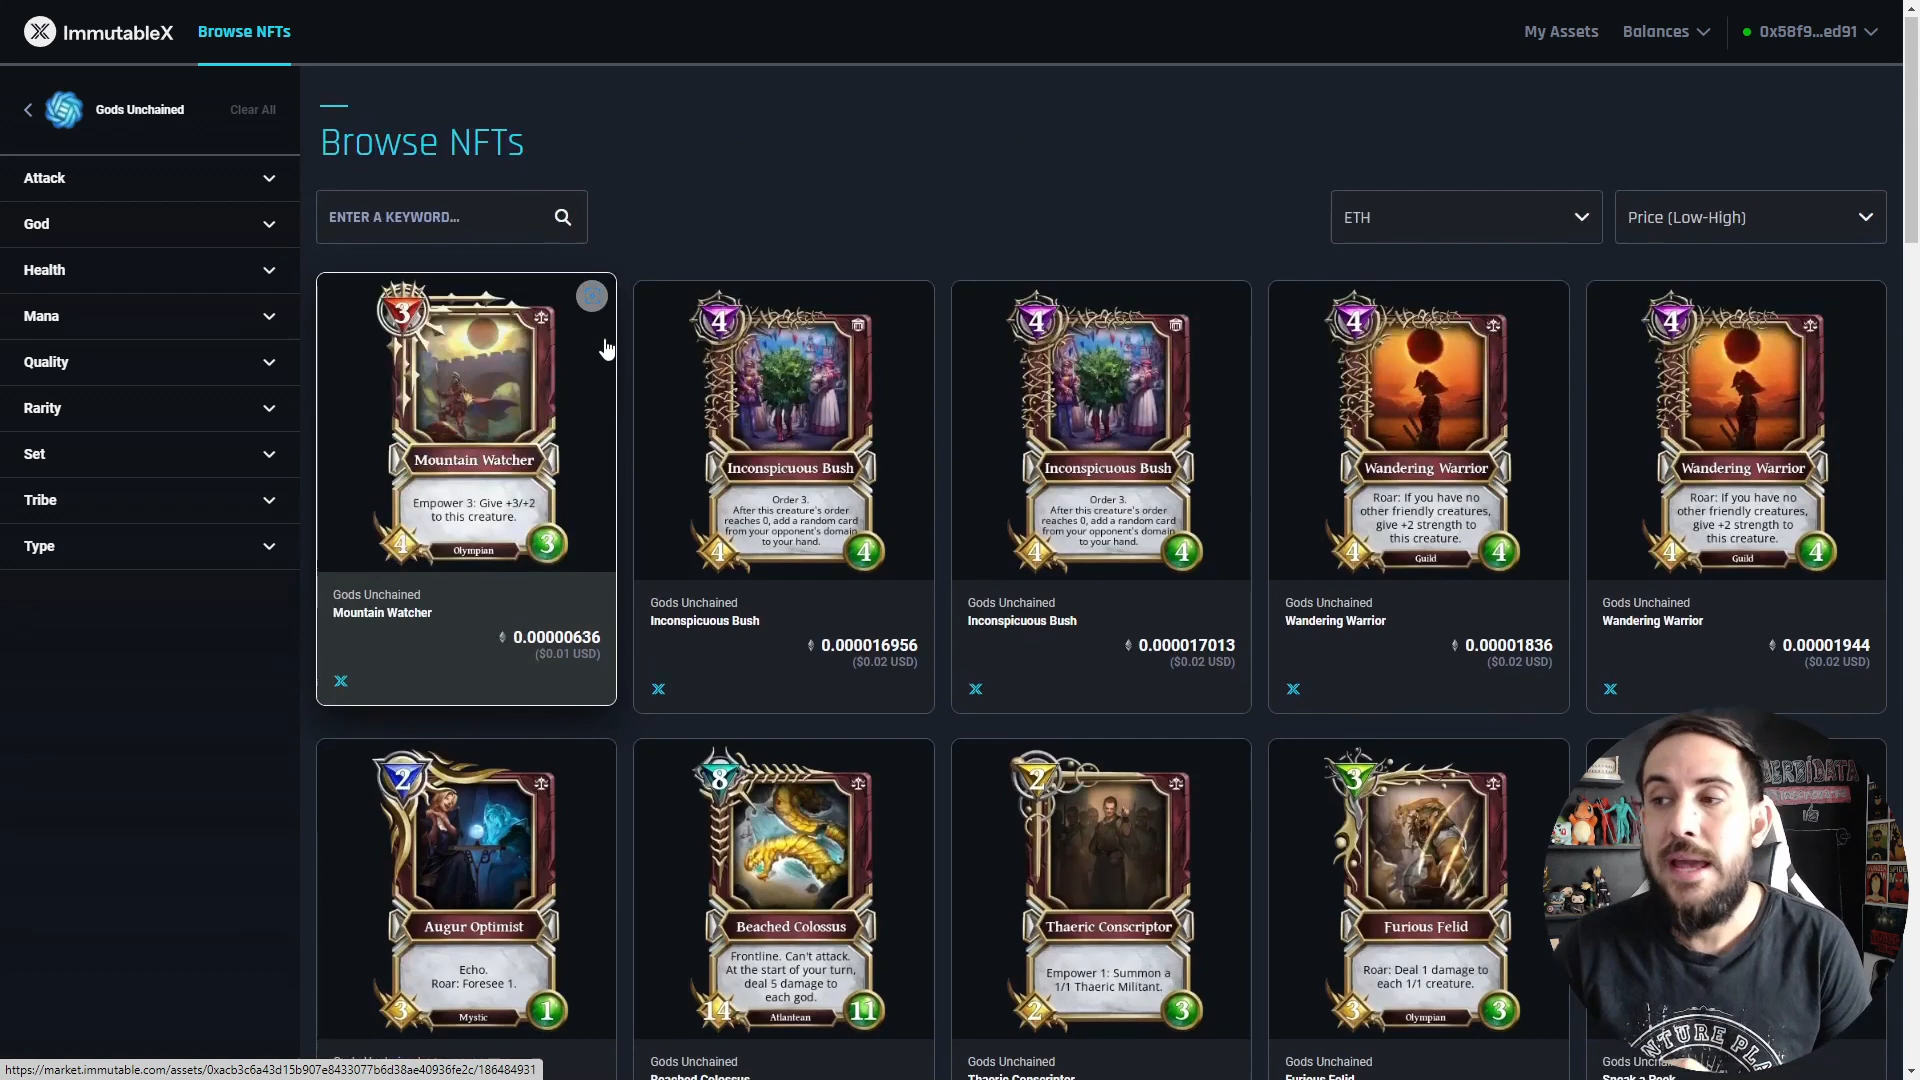 ImmutableX
Browse NFTs
My Assets
Balances
0x58f9...ed91
Gods Unchained
Clear All
Attack
God
Health
Mana
Quality
Rarity
Set
Tribe
Type
Browse NFTs
ENTER A KEYWORD...
ETH
Price (Low-High)
3
Mountain Watcher
Empower 3: Give +3/+2
to this creature.
4
Olympian
3
Gods Unchained
Mountain Watcher
0.00000636
($0.01 USD)
4
Inconspicuous Bush
Order 3.
After this creature's order
reaches 0, add a random card
from your opponent's domain
to your hand.
4
4
Gods Unchained
Inconspicuous Bush
0.000016956
($0.02 USD)
4
Inconspicuous Bush
Order 3.
After this creature's order
reaches 0, add a random card
from your opponent's domain
to your hand.
4
4
Gods Unchained
Inconspicuous Bush
0.000017013
($0.02 USD)
4
Wandering Warrior
Roar: If you have no
other friendly creatures,
give +2 strength to
this creature.
4
Guild
4
Gods Unchained
Wandering Warrior
0.00001836
($0.02 USD)
4
Wandering Warrior
Roar: If you have no
other friendly creatures,
give +2 strength to
this creature.
4
Guild
4
Gods Unchained
Wandering Warrior
0.00001944
($0.02 USD)
2
Augur Optimist
Echo.
Roar: Foresee 1.
3
Mystic
1
8
Beached Colossus
Frontline. Can't attack.
At the start of your turn,
deal 5 damage to
each god.
14
Atlantean
11
Gods Unchained
Beached Colossus
2
Thaeric Conscriptor
Empower 1: Summon a
1/1 Thaeric Militant.
2
3
Gods Unchained
Thaeric Conscriptor
3
Furious Felid
Roar: Deal 1 damage to
each 1/1 creature.
3
Olympian
3
Gods Unchained
Furious Felid
Sneak a Peek
https://market.immutable.com/assets/0xacb3c6a43d15b907e8433077b6d38ae40936fe2c/186484931